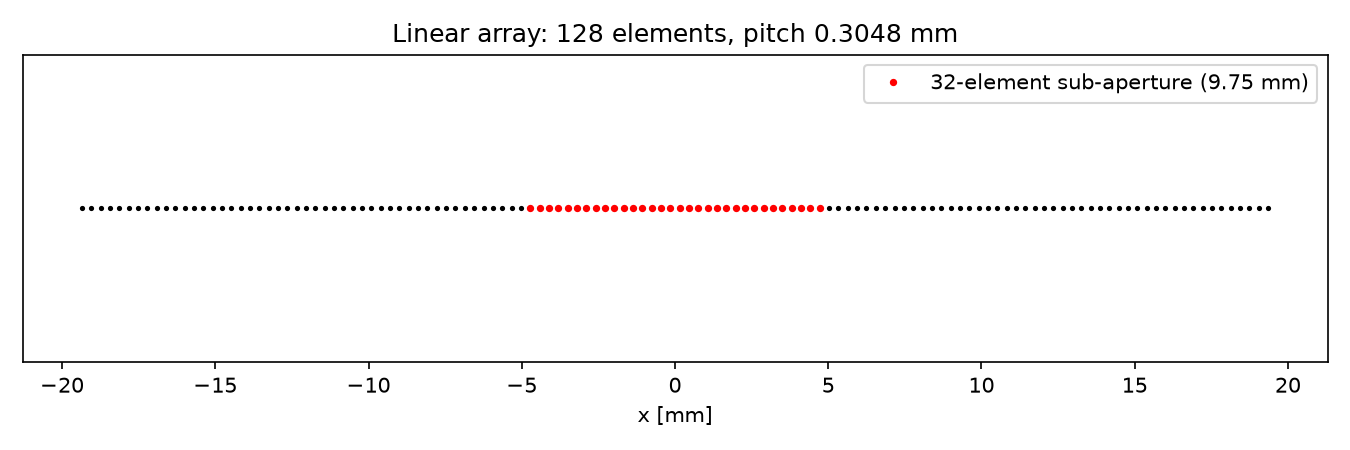 Linear array: 128 elements, pitch 0.3048 mm
32-element sub-aperture (9.75 mm)
−20 −15 −10 −5 0 5 10 15 20
x [mm]